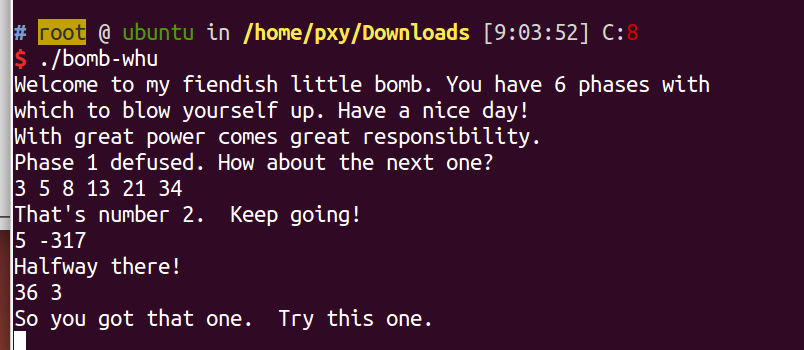 # root @ ubuntu in /home/pxy/Downloads [9:03:52] C:8
$ ./bomb-whu
Welcome to my fiendish little bomb. You have 6 phases with
which to blow yourself up. Have a nice day!
With great power comes great responsibility.
Phase 1 defused. How about the next one?
3 5 8 13 21 34
That's number 2.  Keep going!
5 -317
Halfway there!
36 3
So you got that one.  Try this one.